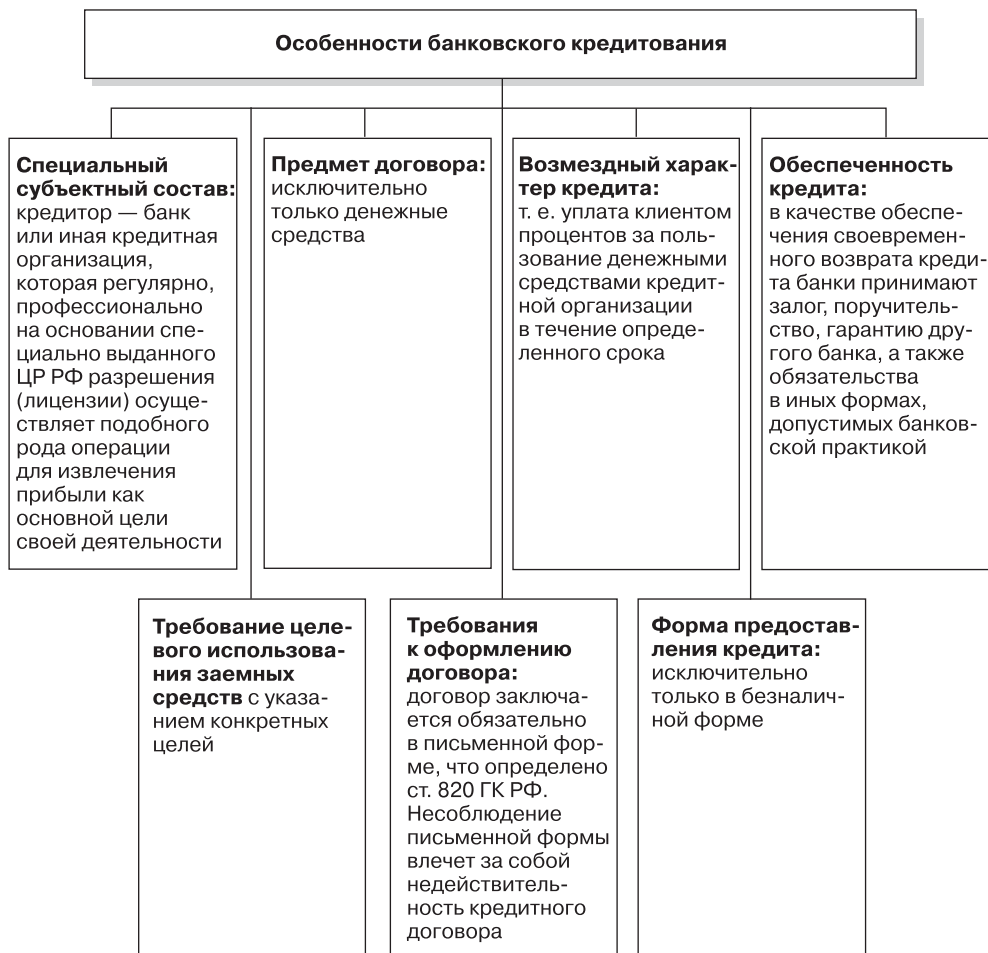 Особенности банковского кредитования
Специальный
субъектный состав:
кредитор — банк
или иная кредитная
организация,
которая регулярно,
профессионально
на основании спе-
циально выданного
ЦР РФ разрешения
(лицензии) осуще-
ствляет подобного
рода операции
для извлечения
прибыли как
основной цели
своей деятельности
Предмет договора:
исключительно
только денежные
средства
Возмездный харак-
тер кредита:
т. е. уплата клиентом
процентов за поль-
зование денежными
средствами кредит-
ной организации
в течение опреде-
ленного срока
Обеспеченность
кредита:
в качестве обеспе-
чения своевремен-
ного возврата креди-
та банки принимают
залог, поручитель-
ство, гарантию дру-
гого банка, а также
обязательства
в иных формах,
допустимых банков-
ской практикой
Требование целе-
вого использова-
ния заемных
средств с указа-
нием конкретных
целей
Требования
к оформлению
договора:
договор заключа-
ется обязательно
в письменной фор-
ме, что определено
ст. 820 ГК РФ.
Несоблюдение
письменной формы
влечет за собой
недействитель-
ность кредитного
договора
Форма предостав-
ления кредита:
исключительно
только в безналич-
ной форме